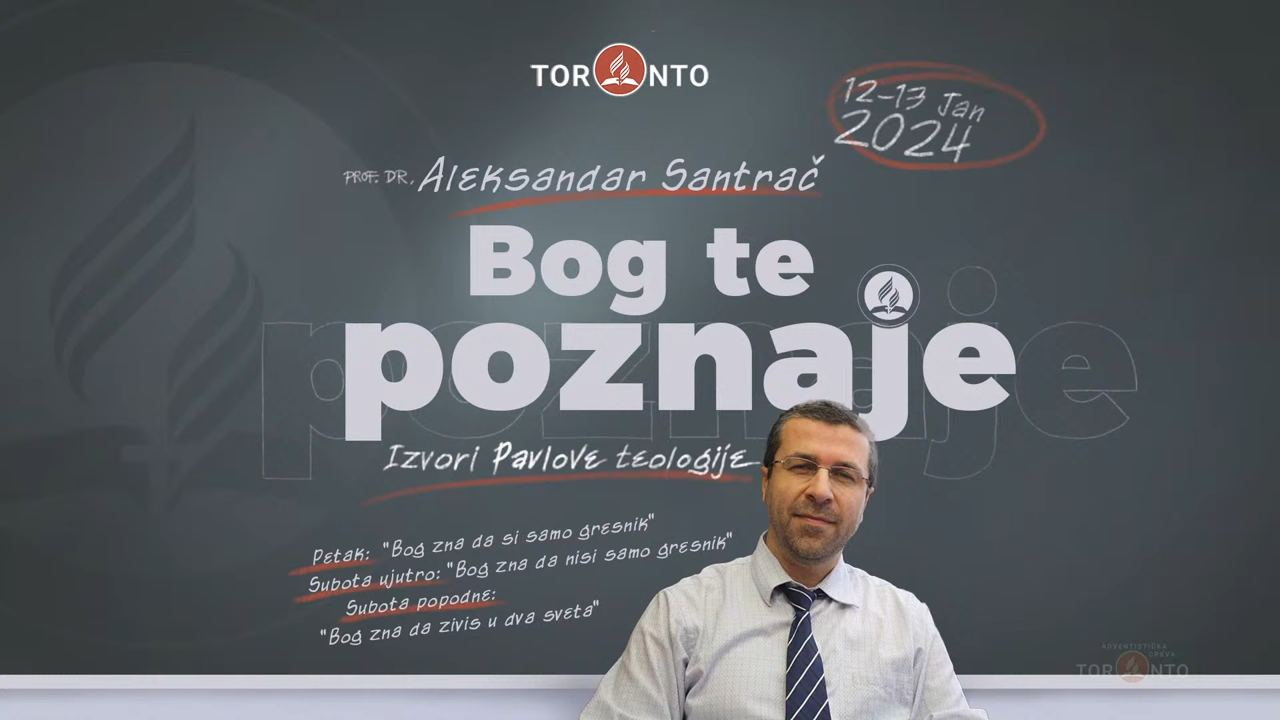 TORONTO
12-13 Jan
2024
PROF. DR. Aleksandar Santrač
Bog te
poznaje
Izvori Pavlove teologije
Petak: "Bog zna da si samo gresnik"
Subota ujutro: "Bog zna da nisi samo gresnik"
Subota popodne:
"Bog zna da zivis u dva sveta"
ADVENTISTIČKA
CRKVA
TORONTO